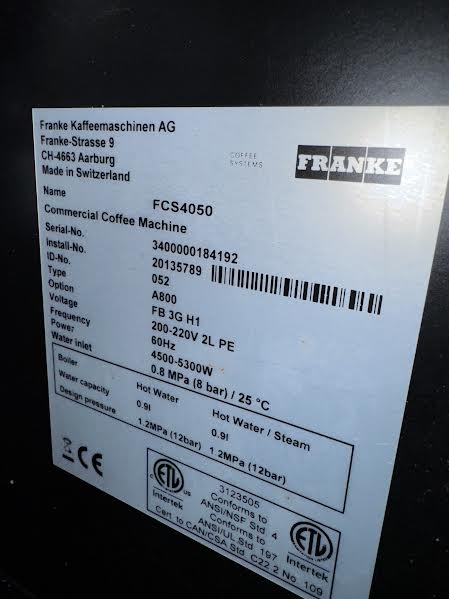 Franke Kaffeemaschinen AG
Franke-Strasse 9
CH-4663 Aarburg
Made in Switzerland
COFFEE
SYSTEMS
FRANKE
Name FCS4050
Commercial Coffee Machine
Serial-No. 3400000184192
Install-No. 20135789
ID-No. 052
Type A800
Option FB 3G H1
Voltage 200-220V 2L PE
Frequency 60Hz
Power 4500-5300W
Water inlet 0.8 MPa (8 bar) / 25 °C
Boiler Hot Water Hot Water / Steam
Water capacity 0.9l 0.9l
Design pressure 1.2MPa (12bar) 1.2MPa (12bar)
CE
ETL
C US
Intertek
3123505
Conforms to
ANSI/NSF Std. 4
Conforms to
ANSI/UL Std. 197
Cert. to CAN/CSA Std. C22.2 No. 109
ETL
Intertek